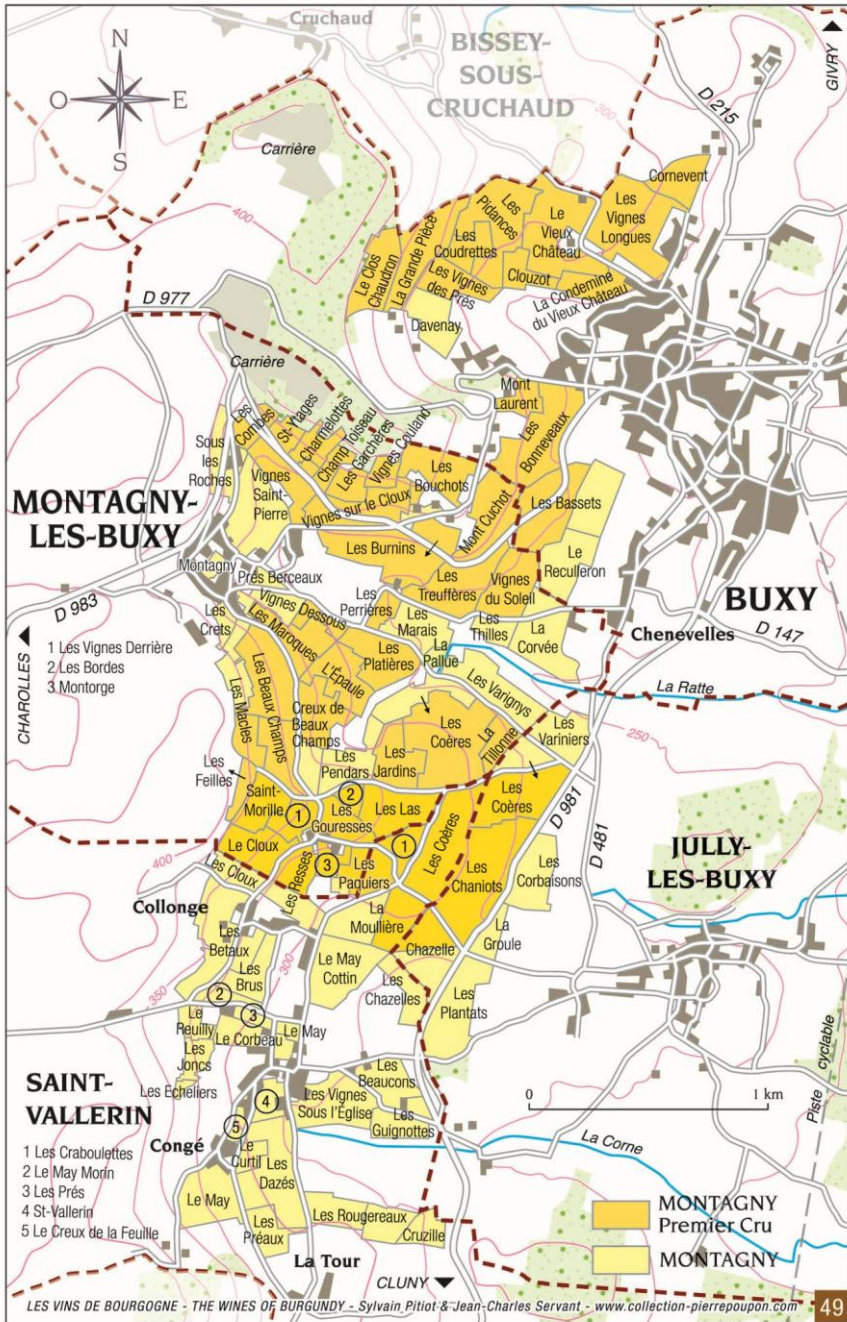 Cruchaud
BISSEY-
SOUS-
CRUCHAUD
GIVRY
N
O
E
S
D 215
300
Carrière
400
Cornevent
Les
Vignes
Longues
Les
Pidances
Le
Vieux
Château
Les
Coudrettes
La Grande Pièce
Le Clos
Chaudron
Les Vignes
des Prés
Clouzot
La Condemine
du Vieux Château
Davenay
D 977
Carrière
Mont
Laurent
Les
Bonneveaux
Les
Combes
St-Ytages
Charmelottes
Champ Toiseau
Les Garchères
Vignes Couland
Sous
les
Roches
Vignes
Saint-
Pierre
Vignes sur le Cloux
Les
Bouchots
Mont Cuchot
Les Bassets
MONTAGNY-
LES-BUXY
Les Burnins
Le
Reculleron
Montagny
Prés Berceaux
Les
Perrières
Les
Treuffères
Vignes
du Soleil
BUXY
D 983
Les
Crets
Vignes Dessous
Les Maroques
Les
Marais
Les
Thilles
La
Corvée
Chenevelles
D 147
CHAROLLES
1 Les Vignes Derrière
2 Les Bordes
3 Montorge
L'Épaule
Les
Platières
La
Pallue
La Ratte
Les Macles
Les Beaux Champs
Creux de
Beaux
Champs
Les Varignys
Les
Coères
La
Tillonne
Les
Variniers
250
Les
Pendars
Les
Jardins
Les
Feilles
Saint-
Morille
1
2
Les
Gouresses
Les Las
Les
Coères
D 981
D 481
Le Cloux
3
1
Les Coères
400
Les Cloux
Les Resses
Les
Paquiers
Les
Chaniots
Les
Corbaisons
JULLY-
LES-BUXY
Collonge
La
Moullière
Chazelle
La
Groule
Les
Betaux
Les
Brus
300
Le May
Cottin
Les
Chazelles
Les
Plantats
350
2
3
Le
Reuilly
Le Corbeau
Le May
Les
Joncs
Les Echeliers
Les
Beaucons
Les Vignes
Sous l'Église
Les
Guignottes
SAINT-
VALLERIN
1 Les Craboulettes
2 Le May Morin
3 Les Prés
4 St-Vallerin
5 Le Creux de la Feuille
4
5
Congé
Le
Curtil
Les
Dazés
0
1 km
Piste cyclable
La Corne
Le May
Les
Préaux
Les Rougereaux
Cruzille
La Tour
CLUNY
MONTAGNY
Premier Cru
MONTAGNY
LES VINS DE BOURGOGNE - THE WINES OF BURGUNDY - Sylvain Pitiot & Jean-Charles Servant - www.collection-pierrepoupon.com
49